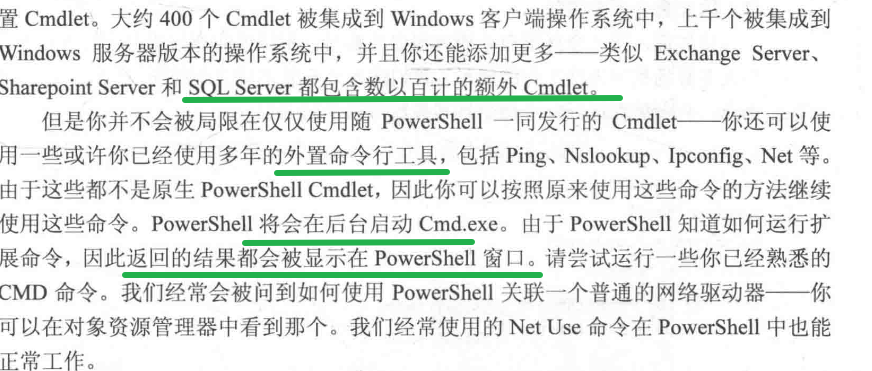 置 Cmdlet。大约 400 个 Cmdlet 被集成到 Windows 客户端操作系统中，上千个被集成到
Windows 服务器版本的操作系统中，并且你还能添加更多——类似 Exchange Server、
Sharepoint Server 和 SQL Server 都包含数以百计的额外 Cmdlet。
但是你并不会被局限在仅仅使用随 PowerShell 一同发行的 Cmdlet——你还可以使
用一些或许你已经使用多年的外置命令行工具，包括 Ping、Nslookup、Ipconfig、Net 等。
由于这些都不是原生 PowerShell Cmdlet，因此你可以按照原来使用这些命令的方法继续
使用这些命令。PowerShell 将会在后台启动 Cmd.exe。由于 PowerShell 知道如何运行扩
展命令，因此返回的结果都会被显示在 PowerShell 窗口。请尝试运行一些你已经熟悉的
CMD 命令。我们经常会被问到如何使用 PowerShell 关联一个普通的网络驱动器——你
可以在对象资源管理器中看到那个。我们经常使用的 Net Use 命令在 PowerShell 中也能
正常工作。